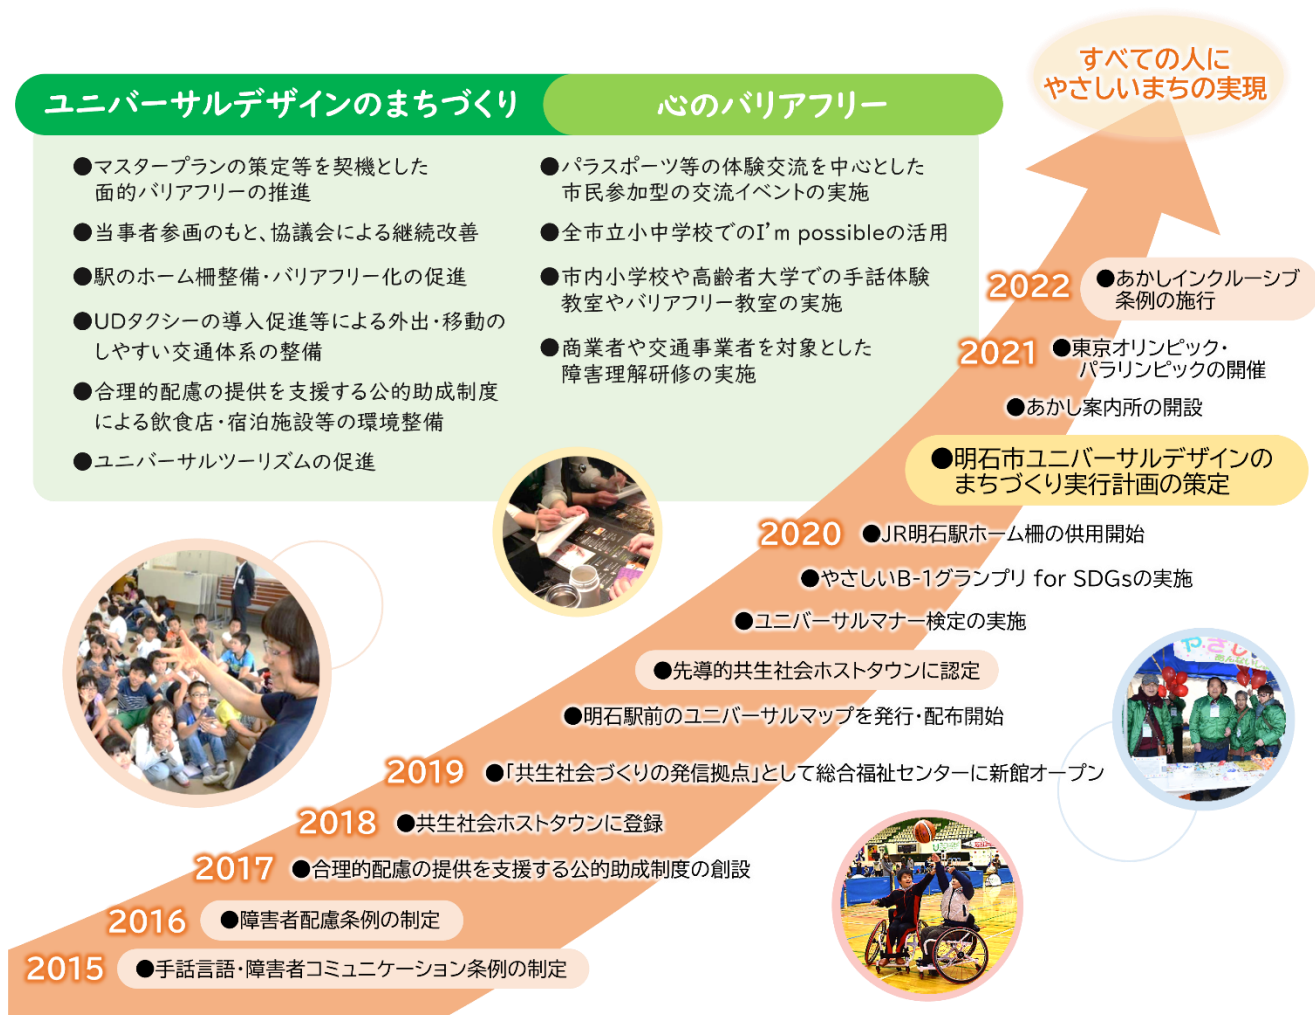 すべての人に
やさしいまちの実現
ユニバーサルデザインのまちづくり
心のバリアフリー
●マスタープランの策定等を契機とした
面的バリアフリーの推進
●当事者参画のもと、協議会による継続改善
●駅のホーム柵整備・バリアフリー化の促進
●UDタクシーの導入促進等による外出・移動の
しやすい交通体系の整備
●合理的配慮の提供を支援する公的助成制度
による飲食店・宿泊施設等の環境整備
●ユニバーサルツーリズムの促進
●パラスポーツ等の体験交流を中心とした
市民参加型の交流イベントの実施
●全市立小中学校でのI'm possibleの活用
●市内小学校や高齢者大学での手話体験
教室やバリアフリー教室の実施
●商業者や交通事業者を対象とした
障害理解研修の実施
2022 ●あかしインクルーシブ
条例の施行
2021 ●東京オリンピック・
パラリンピックの開催
●あかし案内所の開設
●明石市ユニバーサルデザインの
まちづくり実行計画の策定
2020 ●JR明石駅ホーム柵の供用開始
●やさしいB-1グランプリ for SDGsの実施
●ユニバーサルマナー検定の実施
●先導的共生社会ホストタウンに認定
●明石駅前のユニバーサルマップを発行・配布開始
2019 ●「共生社会づくりの発信拠点」として総合福祉センターに新館オープン
2018 ●共生社会ホストタウンに登録
2017 ●合理的配慮の提供を支援する公的助成制度の創設
2016 ●障害者配慮条例の制定
2015 ●手話言語・障害者コミュニケーション条例の制定
やさし